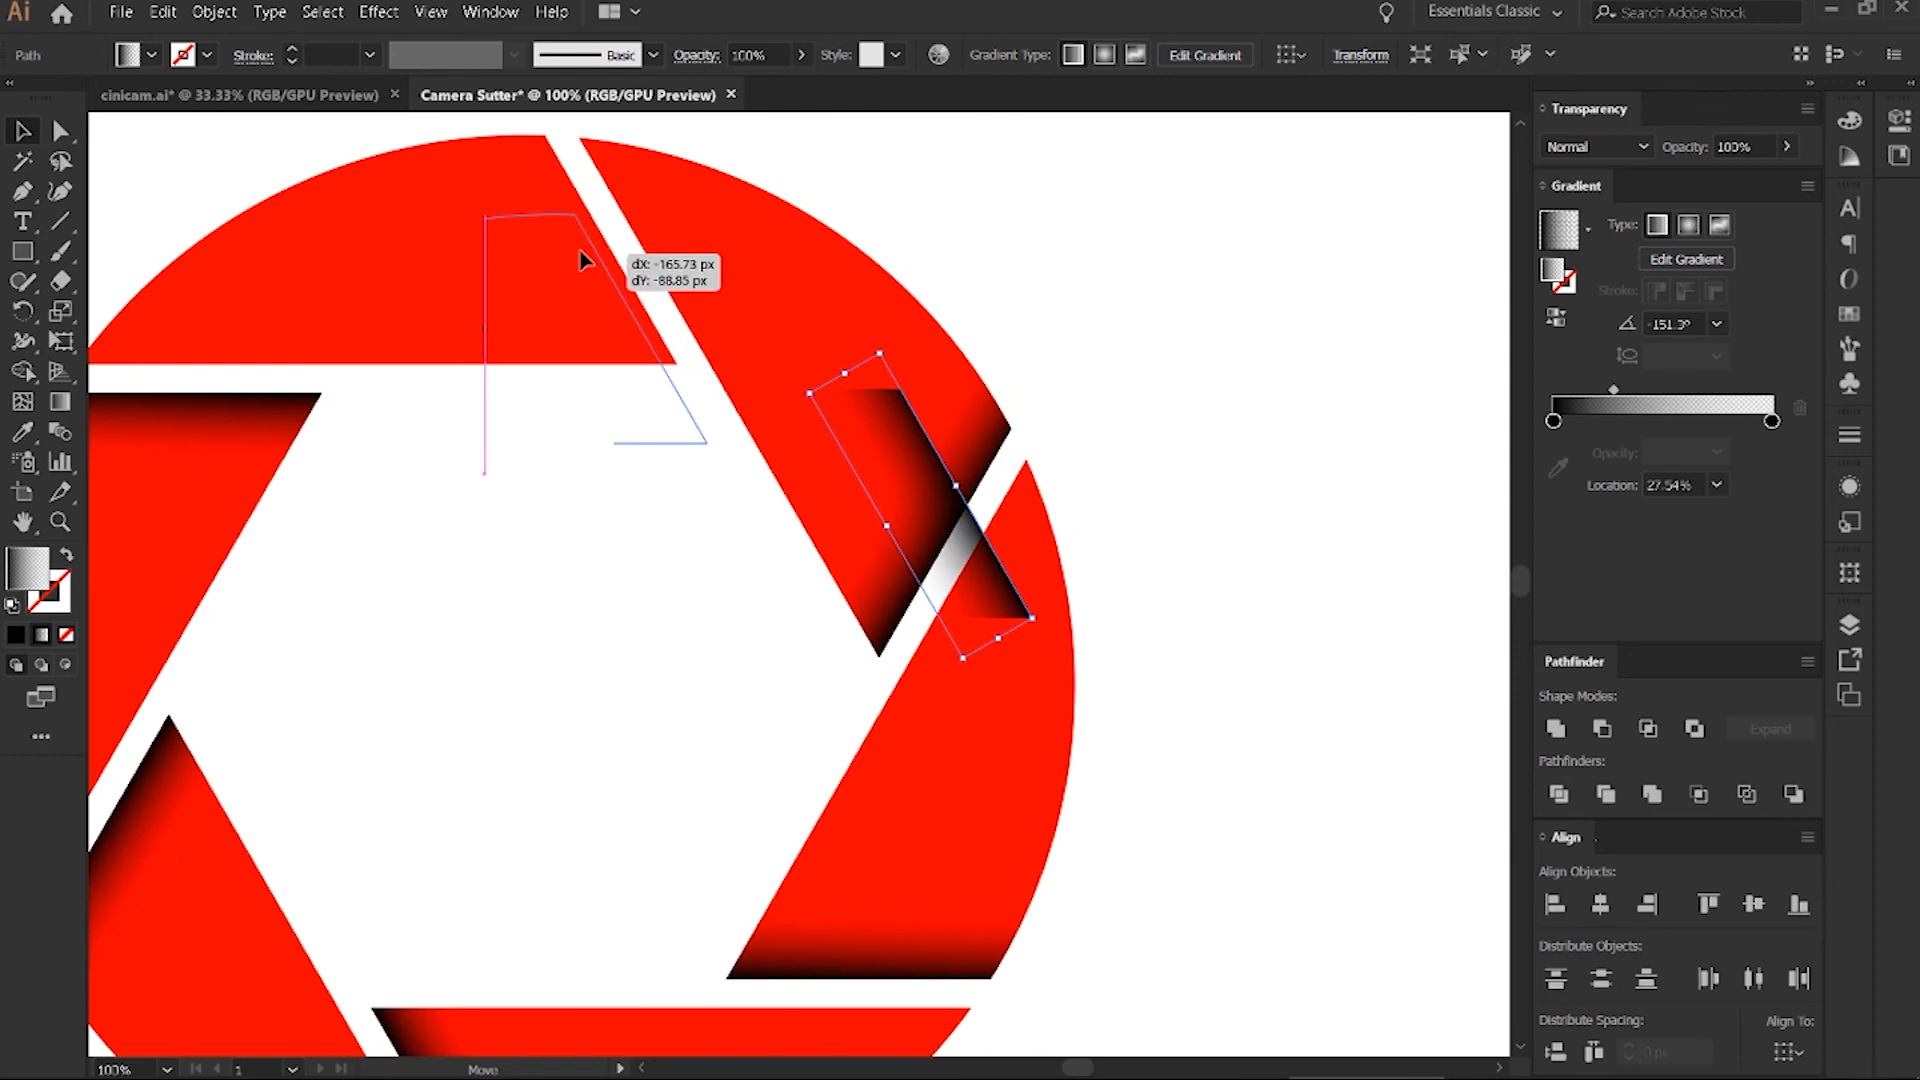 Ai File Edit Object Type Select Effect View Window Help Essentials Classic Search Adobe Stock
Path Stroke: Basic Opacity: 100% Style: Gradient Type: Edit Gradient Transform
cinicam.ai* @ 33.33% (RGB/GPU Preview) Camera Sutter* @ 100% (RGB/GPU Preview)
Transparency
Normal Opacity: 100%
Gradient
Type:
Edit Gradient
Stroke:
-151.3°
dX: -165.73 px
dY: -88.85 px
Opacity:
Location: 27.54%
Pathfinder
Shape Modes:
Expand
Pathfinders:
Align
Align Objects:
Distribute Objects:
Distribute Spacing: Align To:
0 px
100% 1 Move